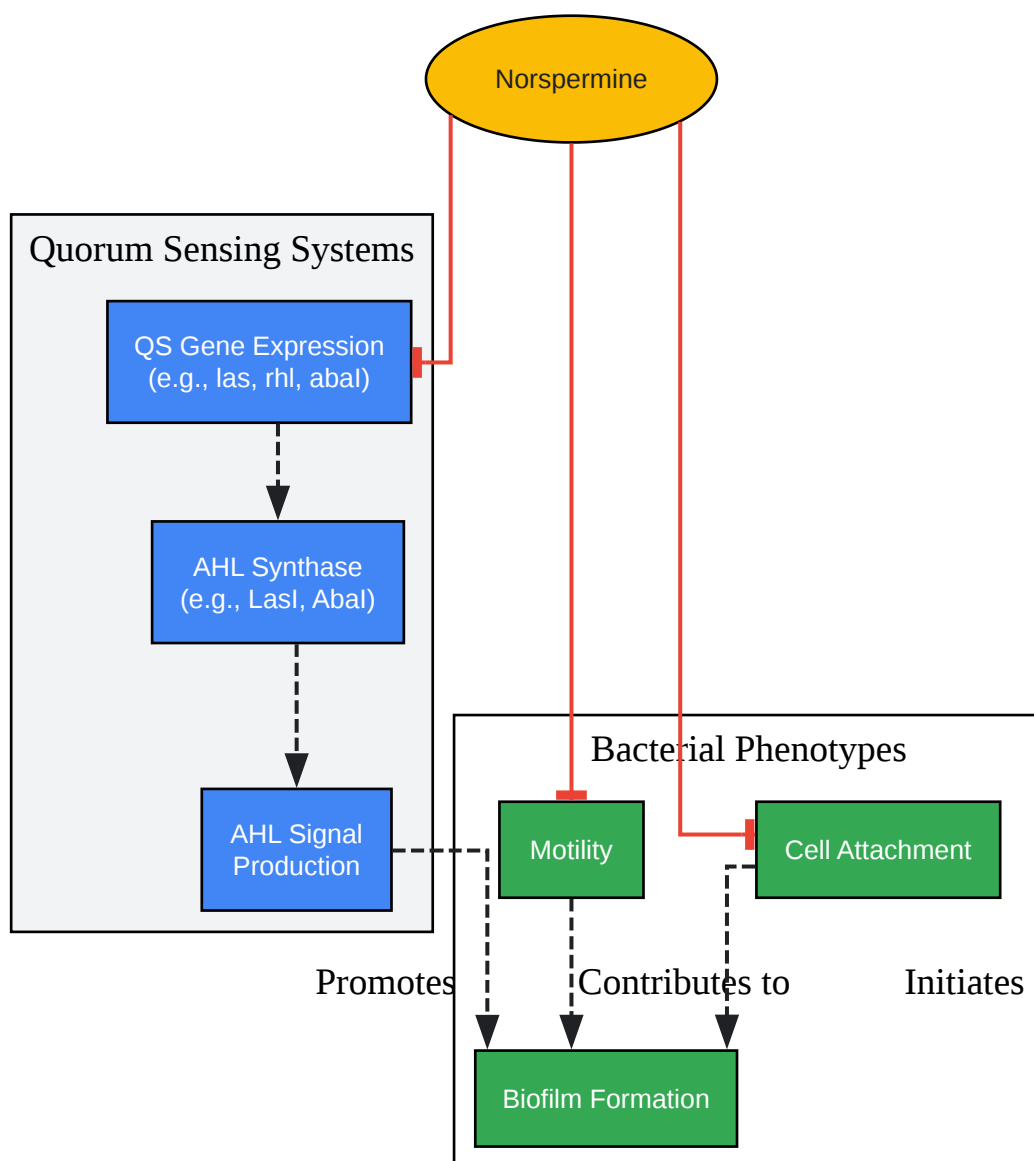 Norspermine
Quorum Sensing Systems
QS Gene Expression
(e.g., las, rhl, abaI)
AHL Synthase
(e.g., LasI, AbaI)
Bacterial Phenotypes
AHL Signal
Production
Motility
Cell Attachment
Promotes
Contributes to
Initiates
Biofilm Formation